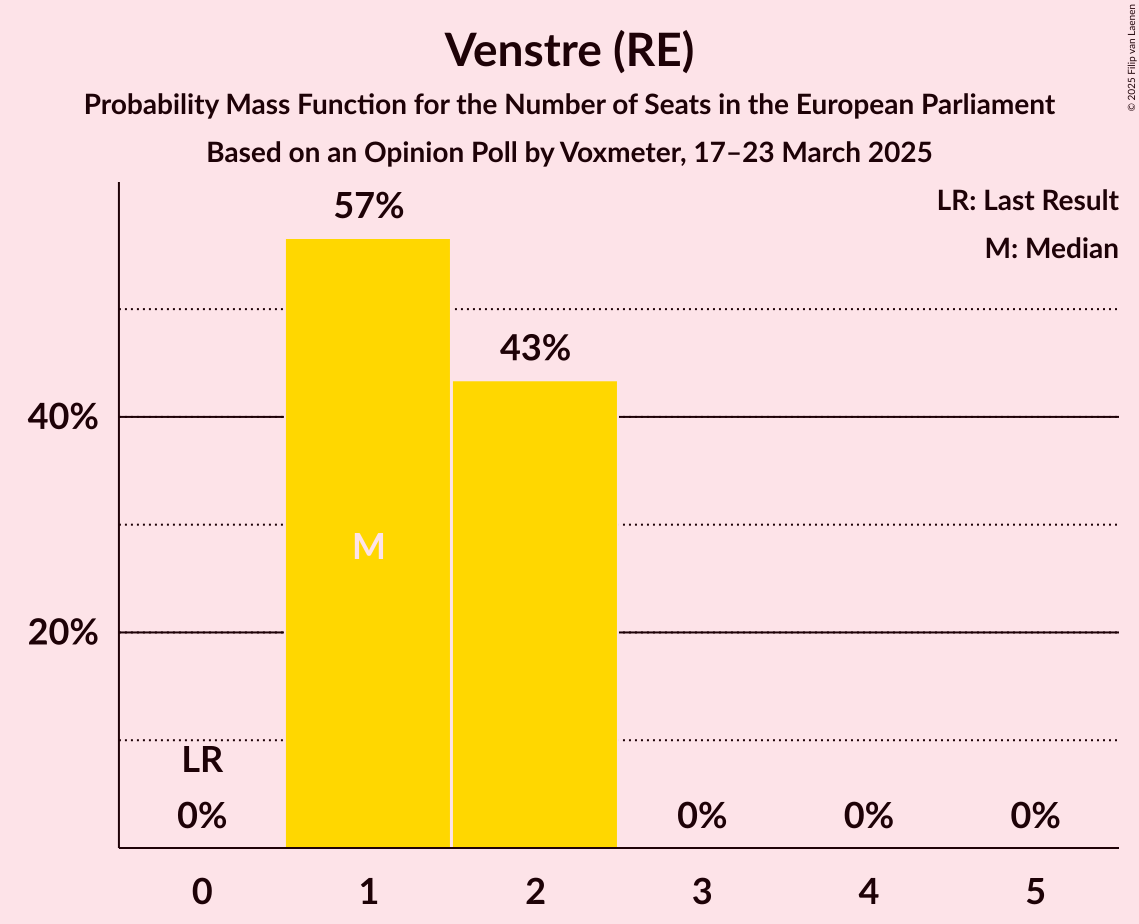 Venstre (RE)
Probability Mass Function for the Number of Seats in the European Parliament
Based on an Opinion Poll by Voxmeter, 17–23 March 2025
© 2025 Filip van Laenen
LR: Last Result
M: Median
57%
43%
40%
M
20%
LR
0%
0%
0%
0%
0
1
2
3
4
5